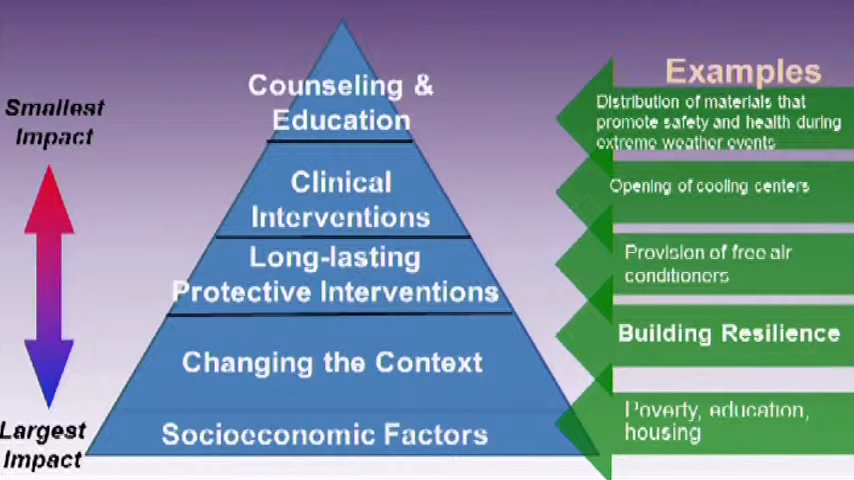 Smallest
Impact
Largest
Impact
Counseling &
Education
Clinical
Interventions
Long-lasting
Protective Interventions
Changing the Context
Socioeconomic Factors
Examples
Distribution of materials that
promote safety and health during
extreme weather events
Opening of cooling centers
Provision of free air
conditioners
Building Resilience
Poverty, education,
housing